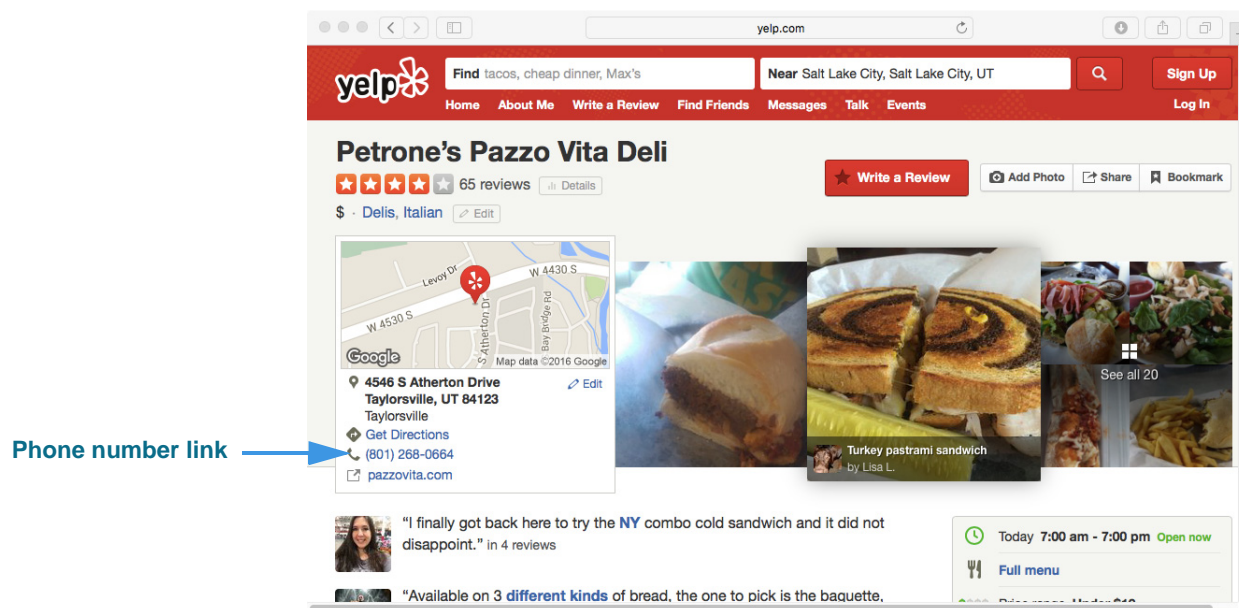 yelp.com
yelp
Find tacos, cheap dinner, Max's
Near Salt Lake City, Salt Lake City, UT
Sign Up
Home About Me Write a Review Find Friends Messages Talk Events
Log In
Petrone's Pazzo Vita Deli
65 reviews
Details
Write a Review
Add Photo
Share
Bookmark
$ · Delis, Italian
Edit
Levoy Dr
W 4430 S
W 4530 S
S Atherton Dr
Bay Bridge Rd
Google
Map data ©2016 Google
4546 S Atherton Drive
Edit
Taylorsville, UT 84123
Taylorsville
Get Directions
Phone number link
(801) 268-0664
pazzovita.com
Turkey pastrami sandwich
by Lisa L.
See all 20
"I finally got back here to try the NY combo cold sandwich and it did not
disappoint." in 4 reviews
"Available on 3 different kinds of bread, the one to pick is the baguette,
Today 7:00 am - 7:00 pm Open now
Full menu
Price range Under $10